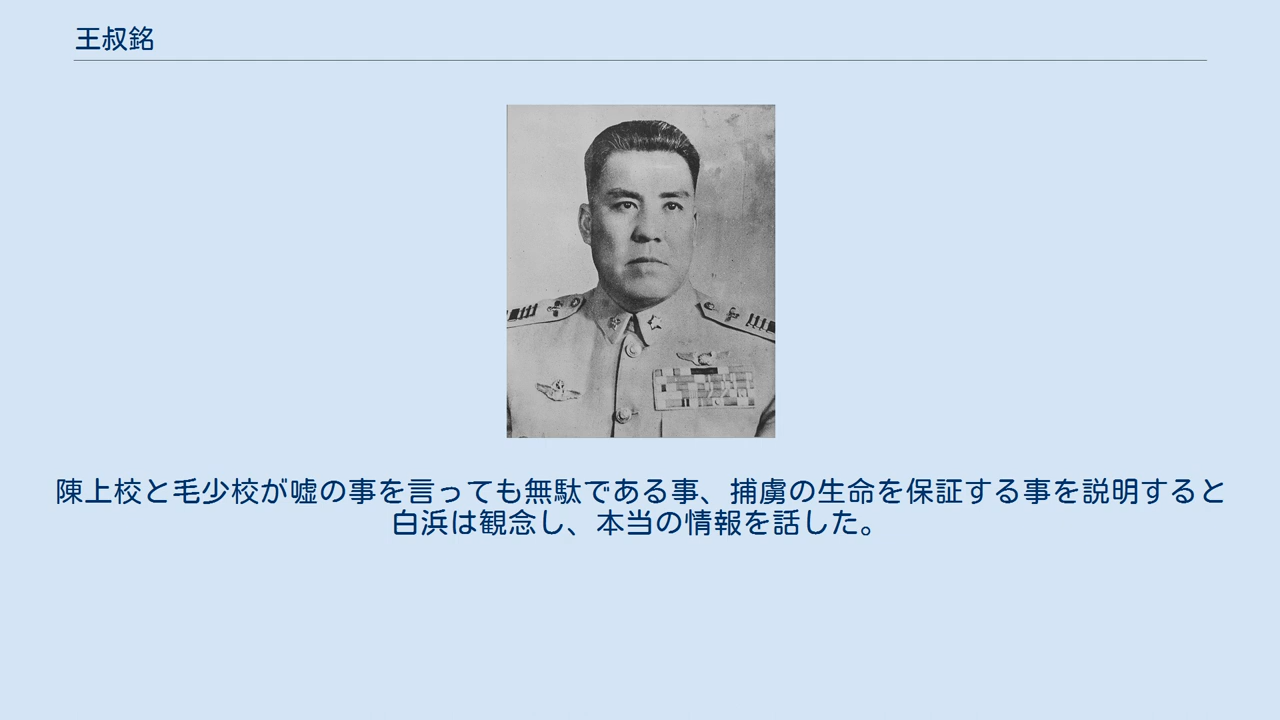 王叔銘
陳上校と毛少校が嘘の事を言っても無駄である事、捕虜の生命を保証する事を説明すると
白浜は観念し、本当の情報を話した。